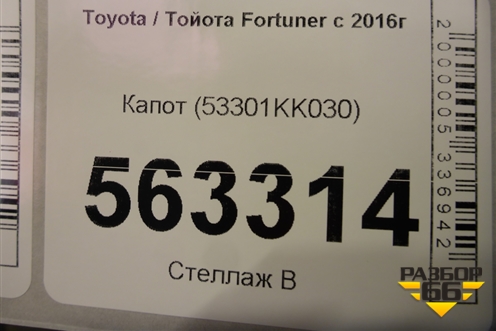 Toyota / Тойота Fortuner с 2016г
Капот (53301KK030)
563314
Стеллаж В
2000005336942
РАЗБОР
66